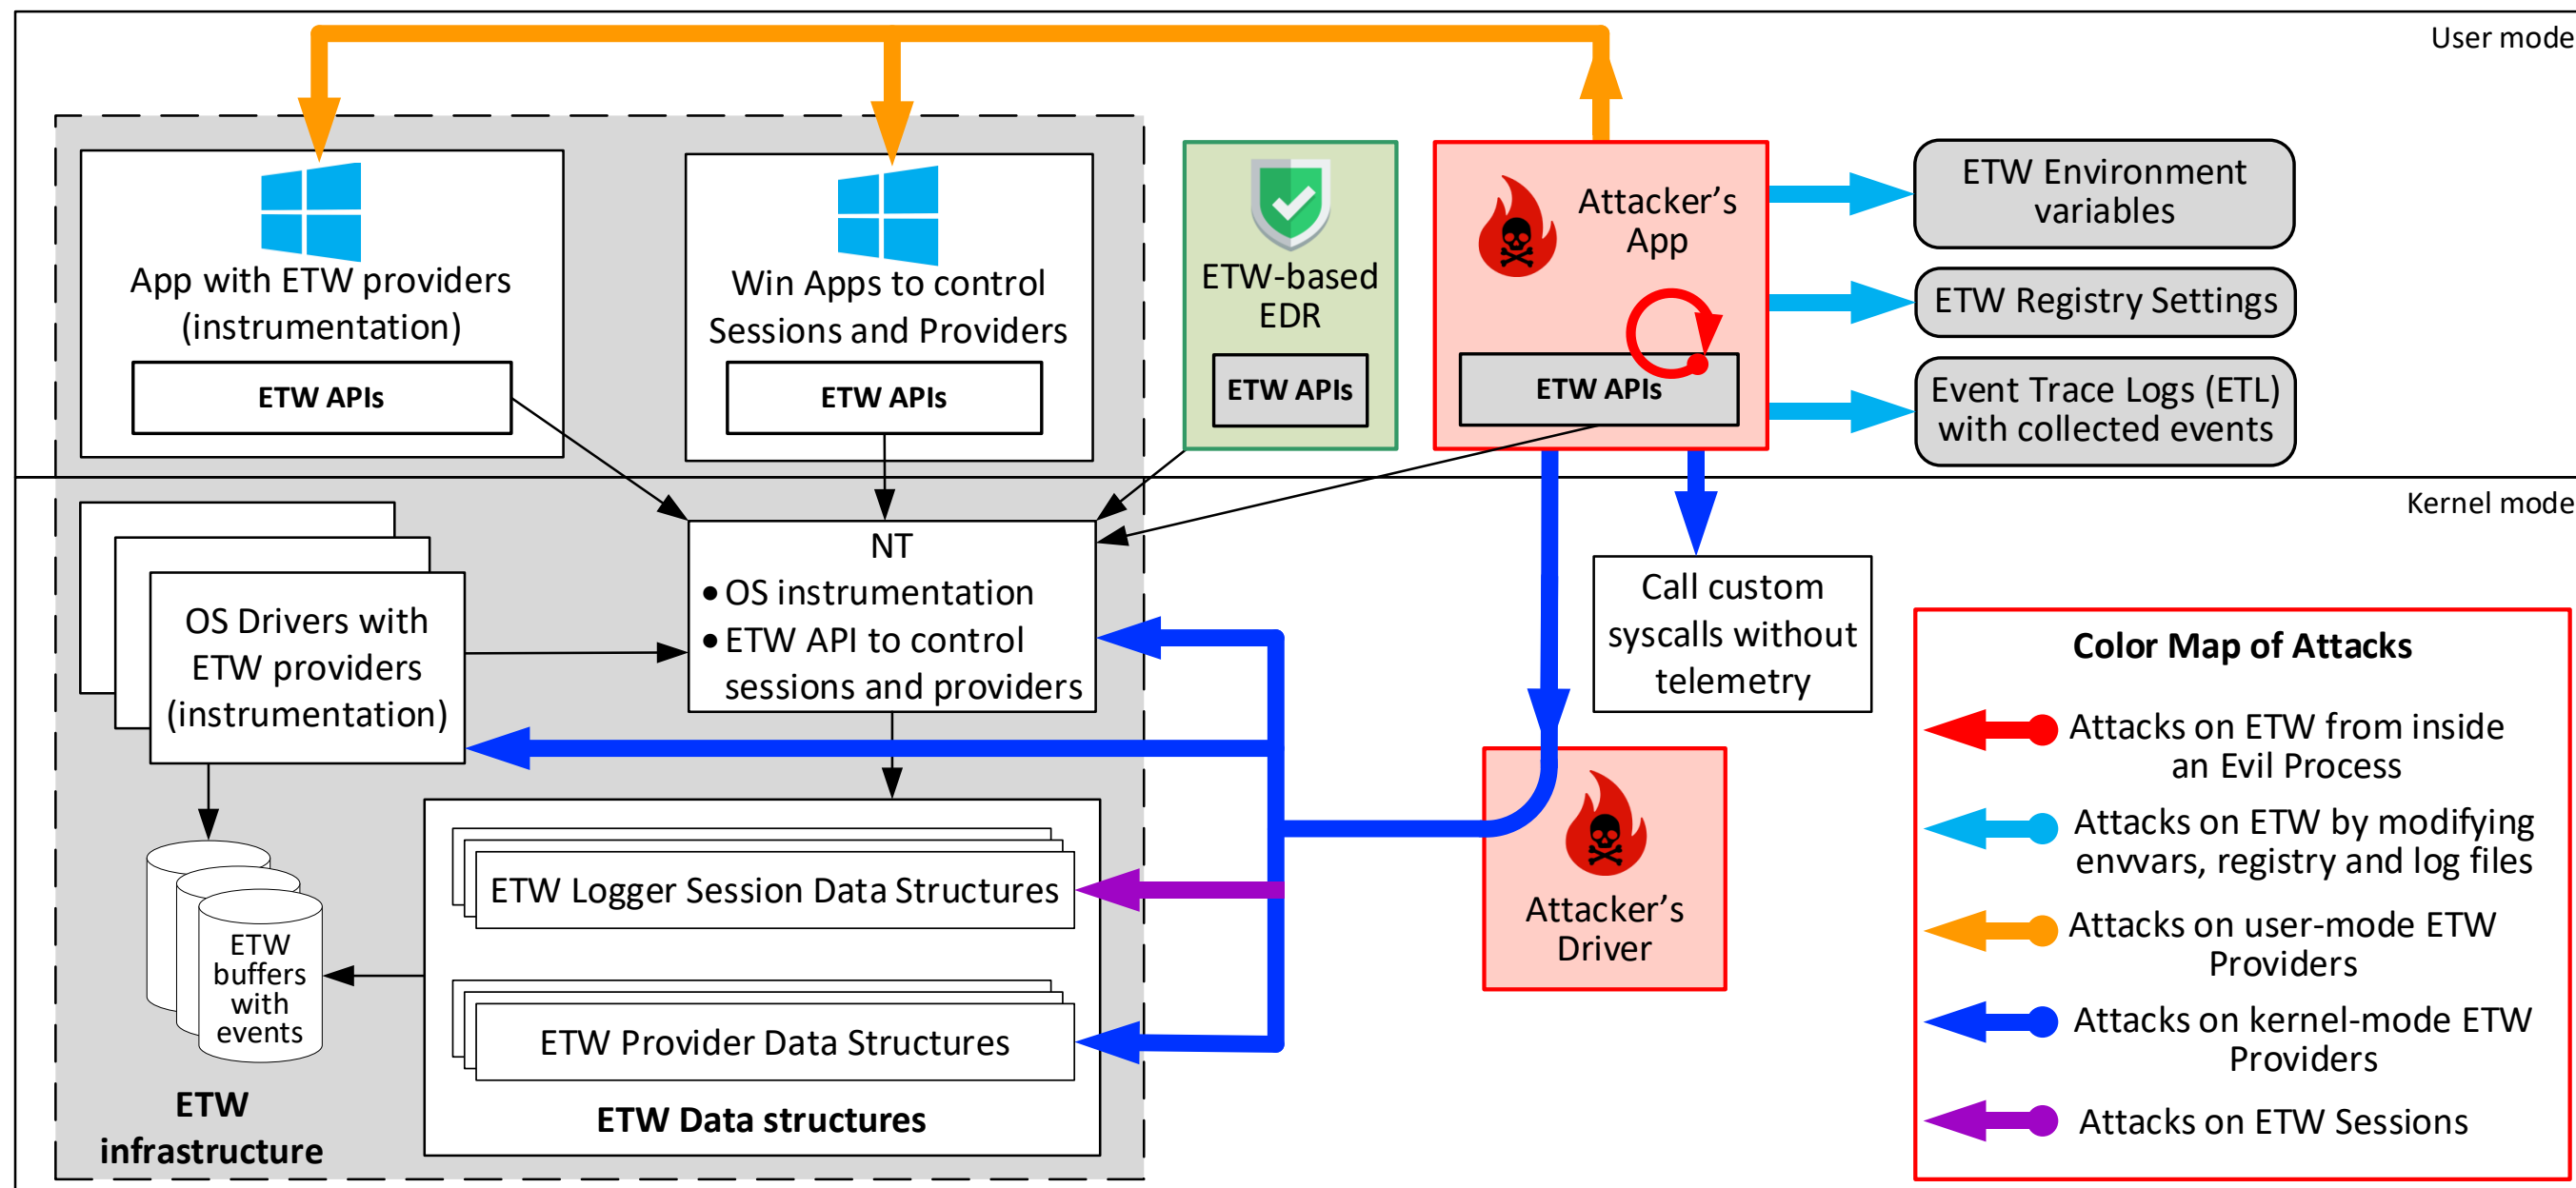 User mode
App with ETW providers
(instrumentation)
ETW APIs
Win Apps to control
Sessions and Providers
ETW APIs
ETW-based
EDR
ETW APIs
Attacker’s
App
ETW APIs
ETW Environment
variables
ETW Registry Settings
Event Trace Logs (ETL)
with collected events
Kernel mode
OS Drivers with
ETW providers
(instrumentation)
NT
• OS instrumentation
• ETW API to control
sessions and providers
Call custom
syscalls without
telemetry
Attacker’s
Driver
ETW
buffers
with
events
ETW Logger Session Data Structures
ETW Provider Data Structures
ETW Data structures
ETW
infrastructure
Color Map of Attacks
Attacks on ETW from inside
an Evil Process
Attacks on ETW by modifying
envvars, registry and log files
Attacks on user-mode ETW
Providers
Attacks on kernel-mode ETW
Providers
Attacks on ETW Sessions